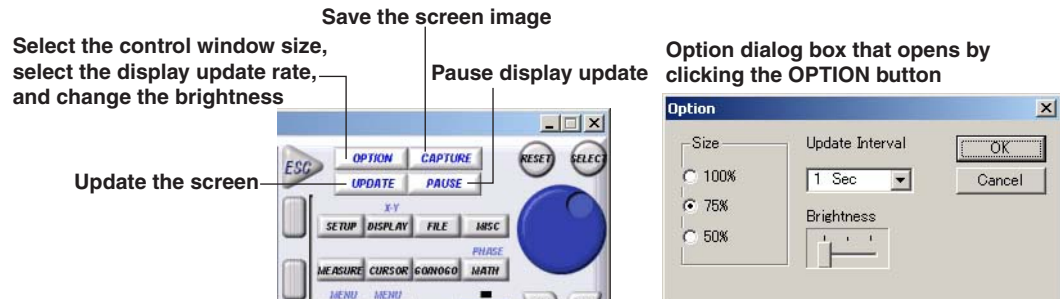 Save the screen image
Select the control window size,
select the display update rate,
and change the brightness
Pause display update
Update the screen
Option dialog box that opens by
clicking the OPTION button
ESC
OPTION
CAPTURE
RESET
SELECT
UPDATE
PAUSE
X-Y
SETUP
DISPLAY
FILE
MISC
PHASE
MEASURE
CURSOR
GO/NOGO
MATH
MENU
MENU
Option
Size
100%
75%
50%
Update Interval
1 Sec
Brightness
OK
Cancel